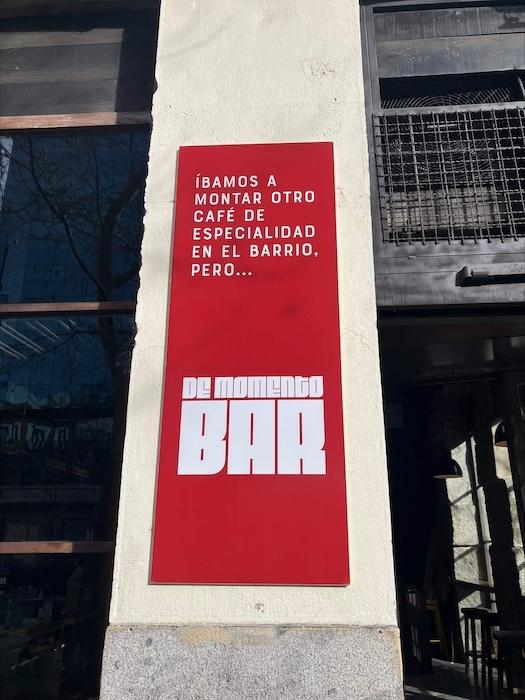 ÍBAMOS A
MONTAR OTRO
CAFÉ DE
ESPECIALIDAD
EN EL BARRIO,
PERO...
DE MOMENTO
BAR